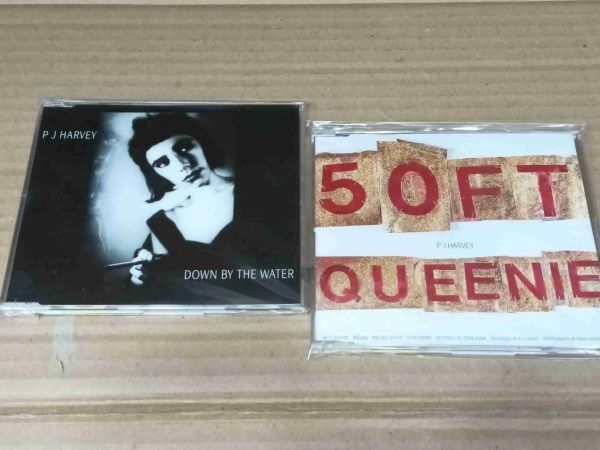 P J HARVEY
DOWN BY THE WATER
50FT
P J HARVEY
QUEENIE